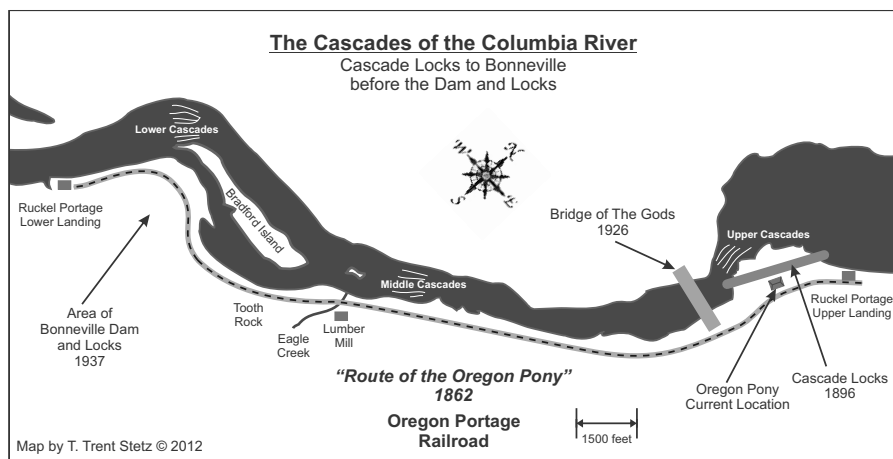 The Cascades of the Columbia River
Cascade Locks to Bonneville
before the Dam and Locks
Lower Cascades
W
N
S
E
Ruckel Portage
Lower Landing
Bradford Island
Bridge of The Gods
1926
Upper Cascades
Middle Cascades
Area of
Bonneville Dam
and Locks
1937
Tooth
Rock
Eagle
Creek
Lumber
Mill
Ruckel Portage
Upper Landing
“Route of the Oregon Pony”
1862
Oregon Portage
Railroad
1500 feet
Oregon Pony
Current Location
Cascade Locks
1896
Map by T. Trent Stetz © 2012